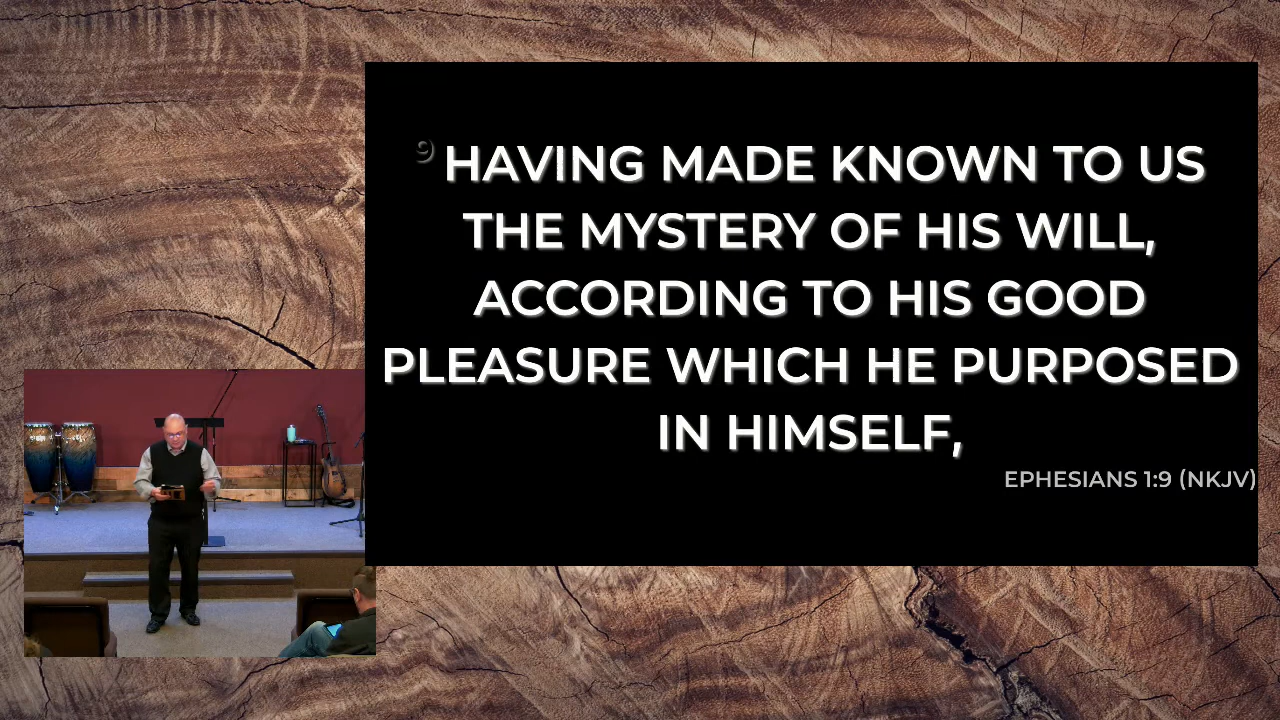 9 HAVING MADE KNOWN TO US
THE MYSTERY OF HIS WILL,
ACCORDING TO HIS GOOD
PLEASURE WHICH HE PURPOSED
IN HIMSELF,
EPHESIANS 1:9 (NKJV)